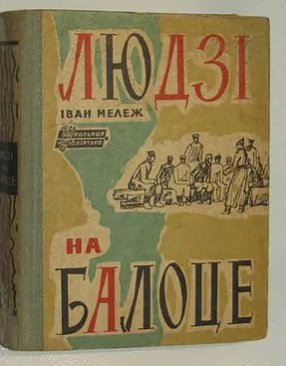 ЛЮДЗІ
ІВАН МЕЛЕЖ
Школьная
бібліятэка
НА
БАЛОЦЕ